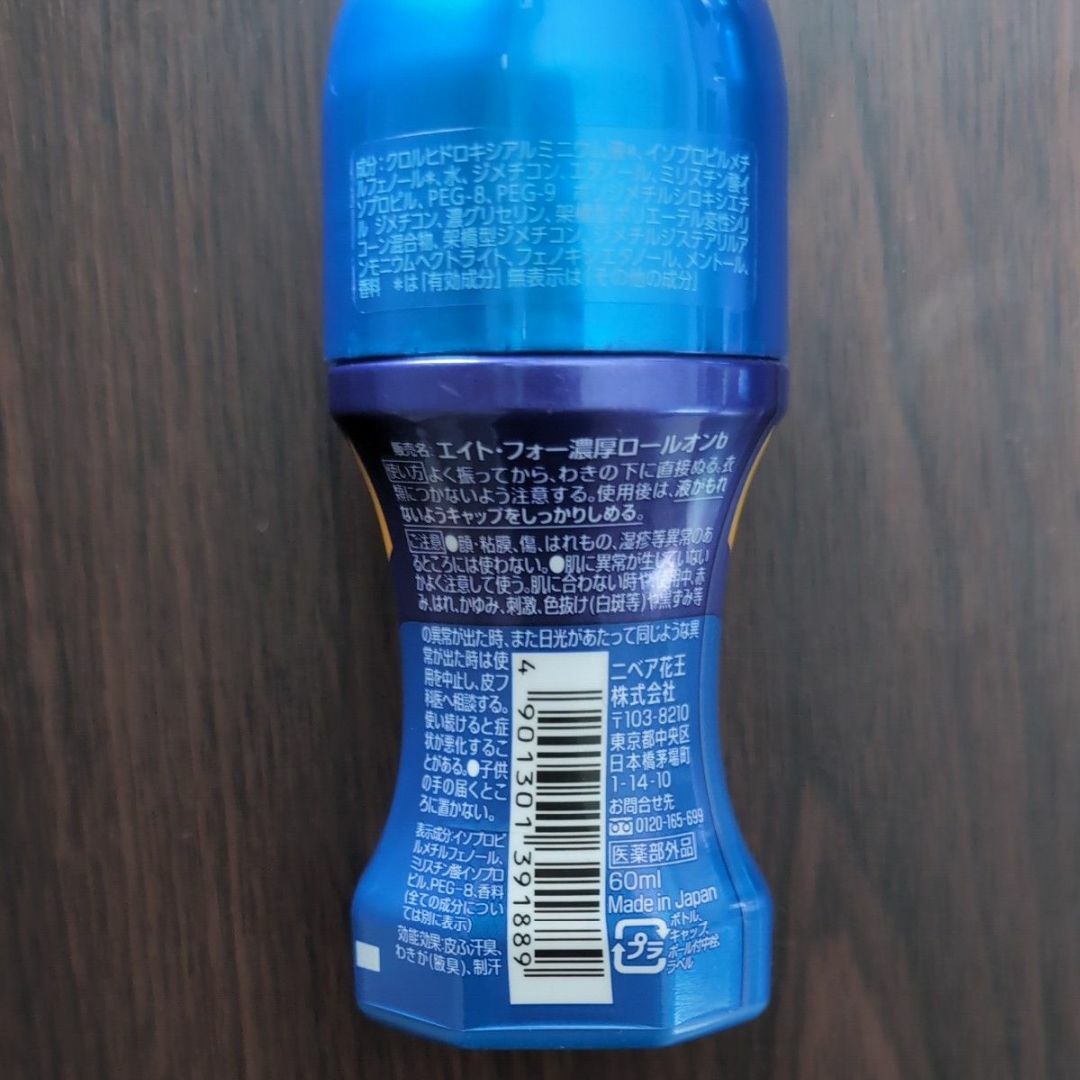 成分:クロルヒドロキシアルミニウム液*、イソプロピルメチ
ルフェノール*、水、ジメチコン、エタノール、ミリスチン酸イ
ソプロピル、PEG-8、PEG-9
ル ジメチコン、濃グリセリン、架橋型ポリエーテル変性シリ
コーン混合物、架橋型ジメチコン、ジメチルジステアリルア
ンモニウムヘクトライト、フェノキシエタノール、メントール、
香料 *は「有効成分」無表示は「その他の成分」
販売名:エイト・フォー濃厚ロールオンb
使い方 よく振ってから、わきの下に直接ぬる。衣
類につかないよう注意する。使用後は、液がもれ
ないようキャップをしっかりしめる。
ご注意 ●顔・粘膜、傷、はれもの、湿疹等異常のあ
るところには使わない。●肌に異常が生じていない
かよく注意して使う。肌に合わない時や使用中、赤
み、はれ、かゆみ、刺激、色抜け(白斑等)や黒ずみ等
の異常が出た時、また日光があたって同じような異
常が出た時は使
用を中止し、皮フ
科医へ相談する。
使い続けると症
状が悪化するこ
とがある。●子供
の手の届くとこ
ろに置かない。
表示成分:イソプロピ
ルメチルフェノール、
ミリスチン酸イソプロ
ピル、PEG-8、香料
(全ての成分につい
ては別に表示)
効能効果:皮ふ汗臭、
わきが(腋臭)、制汗
4 901301 391889
ニベア花王
株式会社
〒103-8210
東京都中央区
日本橋茅場町
1-14-10
お問合せ先
0120-165-699
医薬部外品
60ml
Made in Japan
プラ
ボトル、
キャップ、
ボール付中栓、
ラベル